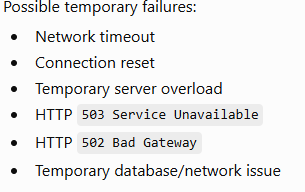 Possible temporary failures:
• Network timeout
• Connection reset
• Temporary server overload
• HTTP 503 Service Unavailable
• HTTP 502 Bad Gateway
• Temporary database/network issue